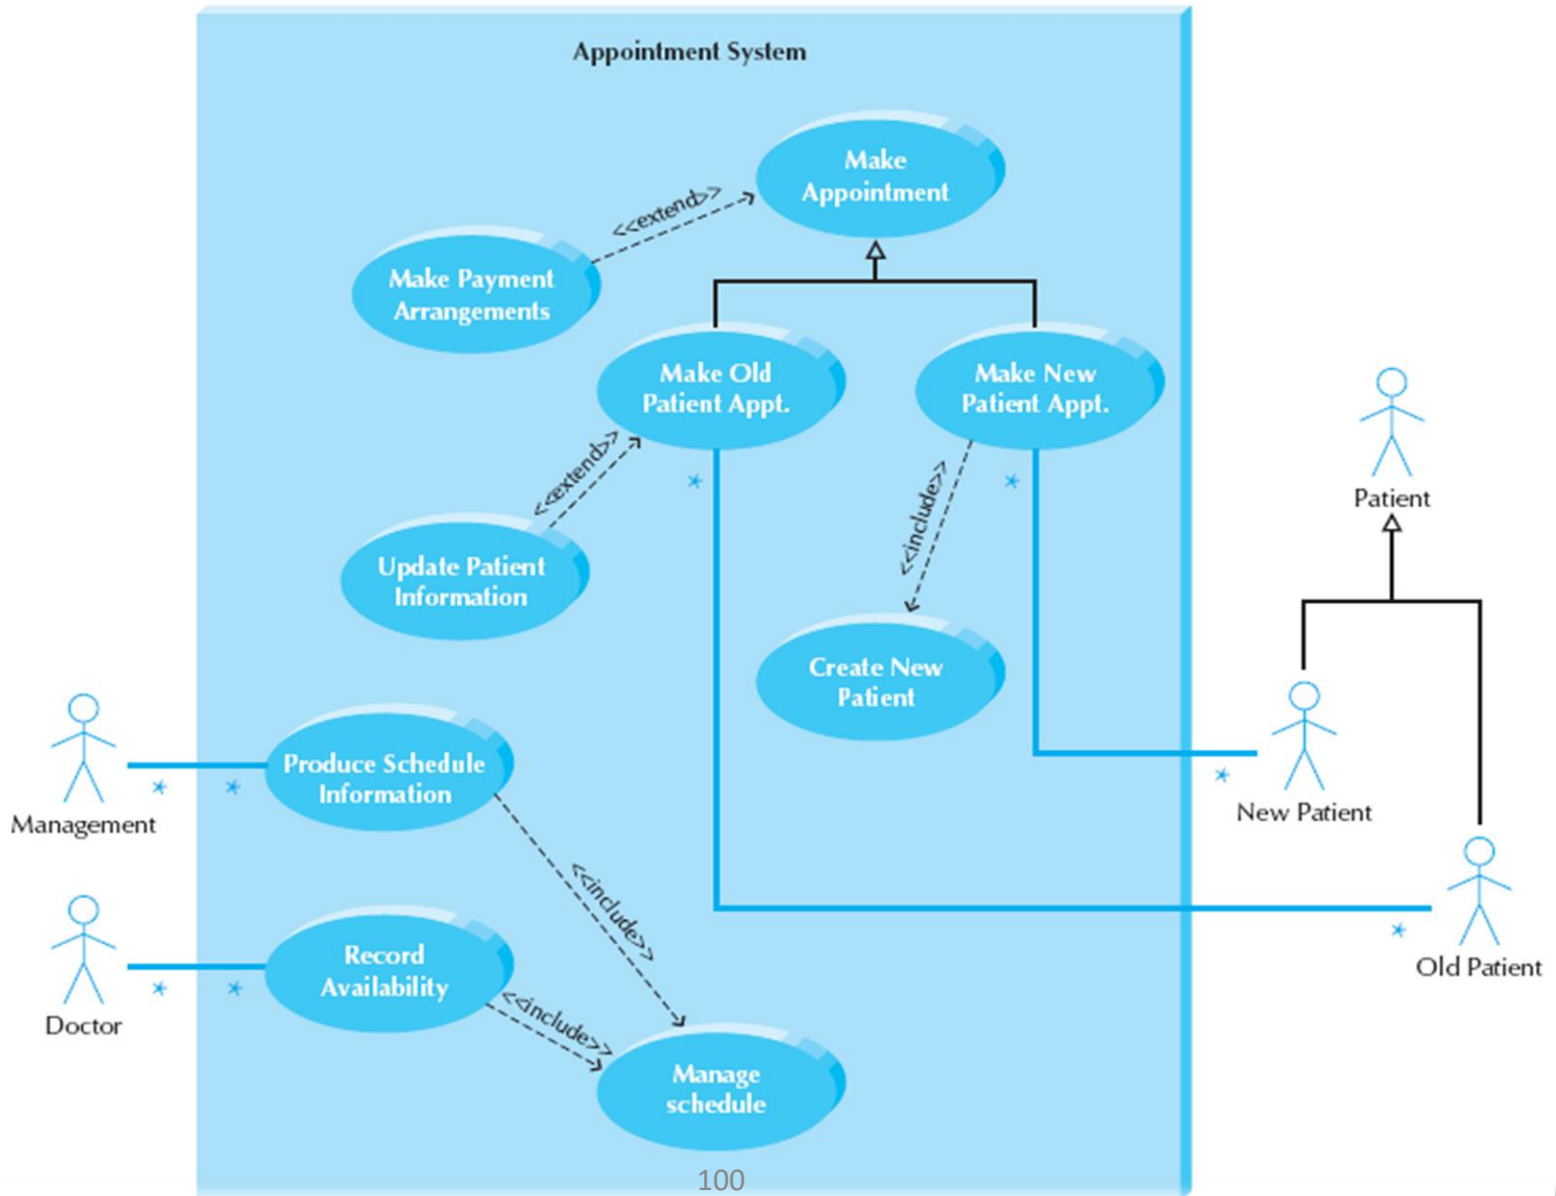 Appointment System
Make
Appointment
<<extend>>
Make Payment
Arrangements
Make Old
Patient Appt.
Make New
Patient Appt.
*
*
<<extend>>
<<include>>
Patient
Update Patient
Information
Create New
Patient
Produce Schedule
Information
*
*
Management
*
New Patient
<<include>>
Record
Availability
*
*
Doctor
<<include>>
*
Old Patient
Manage
schedule
100